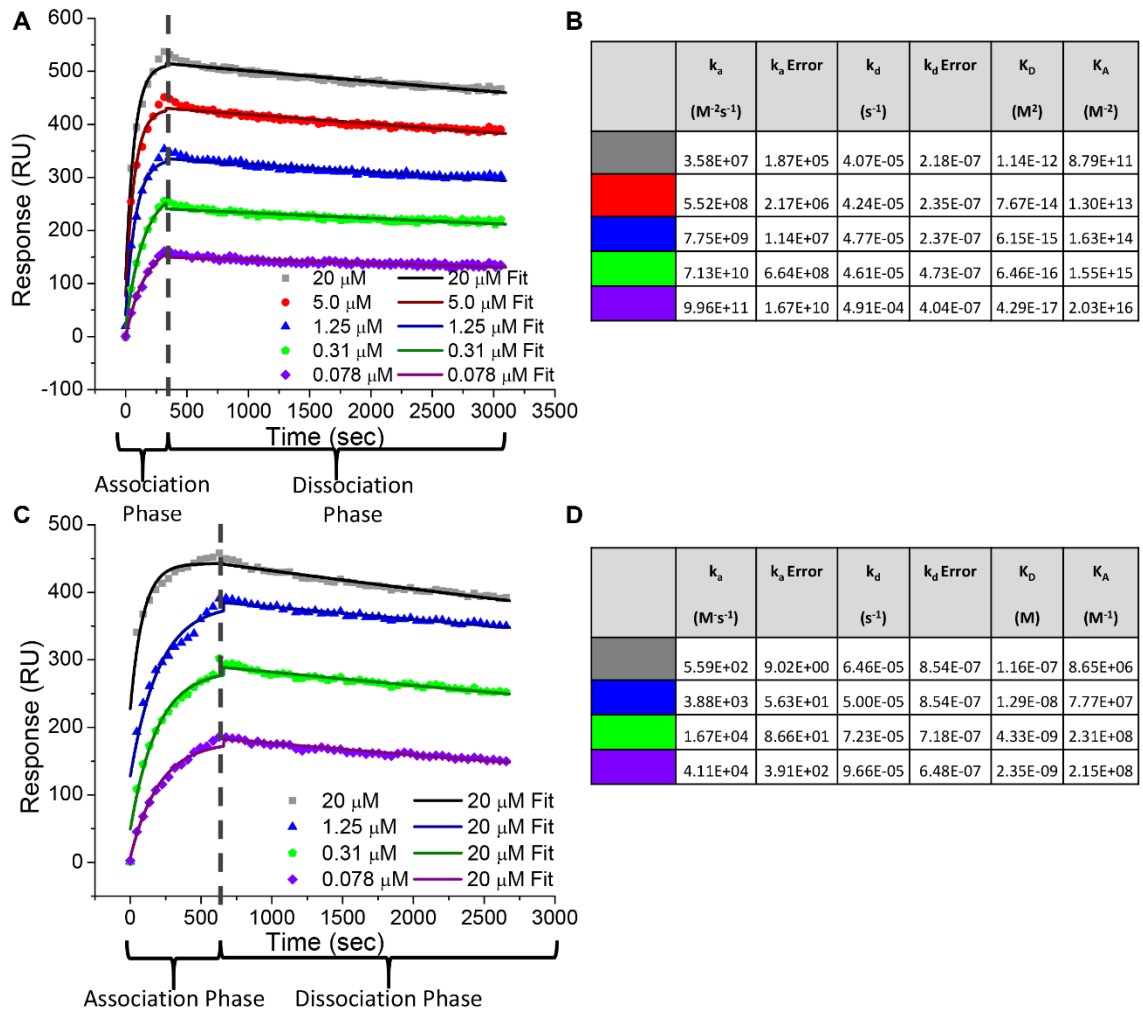 A
600
500
400
300
200
100
0
-100
Response (RU)
20 μM 20 μM Fit
5.0 μM 5.0 μM Fit
1.25 μM 1.25 μM Fit
0.31 μM 0.31 μM Fit
0.078 μM 0.078 μM Fit
0 500 1000 1500 2000 2500 3000 3500
Time (sec)
Association Phase
Dissociation Phase
B
kₐ (M⁻²s⁻¹) kₐ Error k_d (s⁻¹) k_d Error K_D (M²) K_A (M⁻²)
3.58E+07 1.87E+05 4.07E-05 2.18E-07 1.14E-12 8.79E+11
5.52E+08 2.17E+06 4.24E-05 2.35E-07 7.67E-14 1.30E+13
7.75E+09 1.14E+07 4.77E-05 2.37E-07 6.15E-15 1.63E+14
7.13E+10 6.64E+08 4.61E-05 4.73E-07 6.46E-16 1.55E+15
9.96E+11 1.67E+10 4.91E-04 4.04E-07 4.29E-17 2.03E+16
C
500
400
300
200
100
0
Response (RU)
20 μM 20 μM Fit
1.25 μM 20 μM Fit
0.31 μM 20 μM Fit
0.078 μM 20 μM Fit
0 500 1000 1500 2000 2500 3000
Time (sec)
Association Phase
Dissociation Phase
D
kₐ (M⁻s⁻¹) kₐ Error k_d (s⁻¹) k_d Error K_D (M) K_A (M⁻¹)
5.59E+02 9.02E+00 6.46E-05 8.54E-07 1.16E-07 8.65E+06
3.88E+03 5.63E+01 5.00E-05 8.54E-07 1.29E-08 7.77E+07
1.67E+04 8.66E+01 7.23E-05 7.18E-07 4.33E-09 2.31E+08
4.11E+04 3.91E+02 9.66E-05 6.48E-07 2.35E-09 2.15E+08